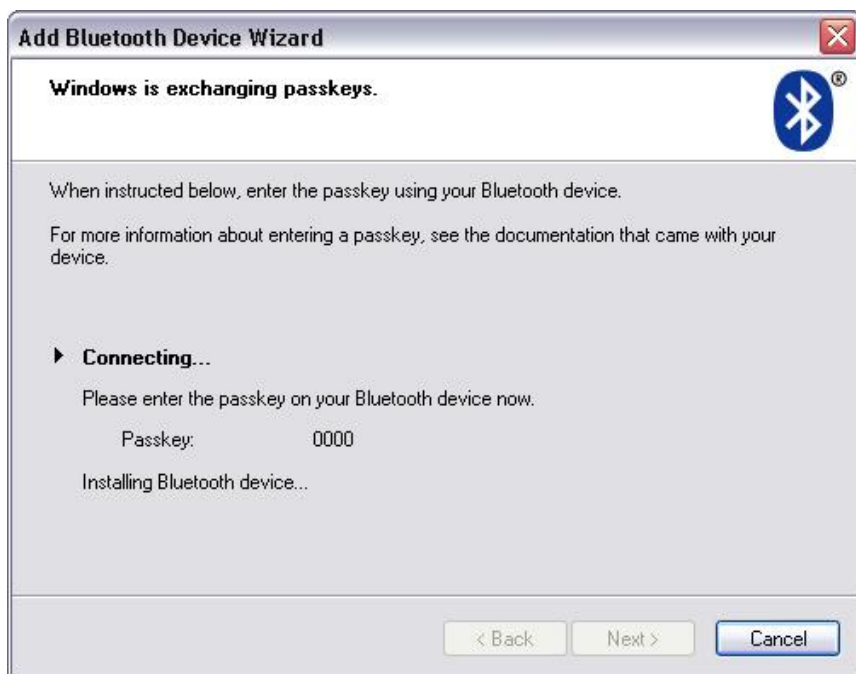 Add Bluetooth Device Wizard
Windows is exchanging passkeys.
®
When instructed below, enter the passkey using your Bluetooth device.
For more information about entering a passkey, see the documentation that came with your
device.
Connecting...
Please enter the passkey on your Bluetooth device now.
Passkey: 0000
Installing Bluetooth device...
< Back Next > Cancel